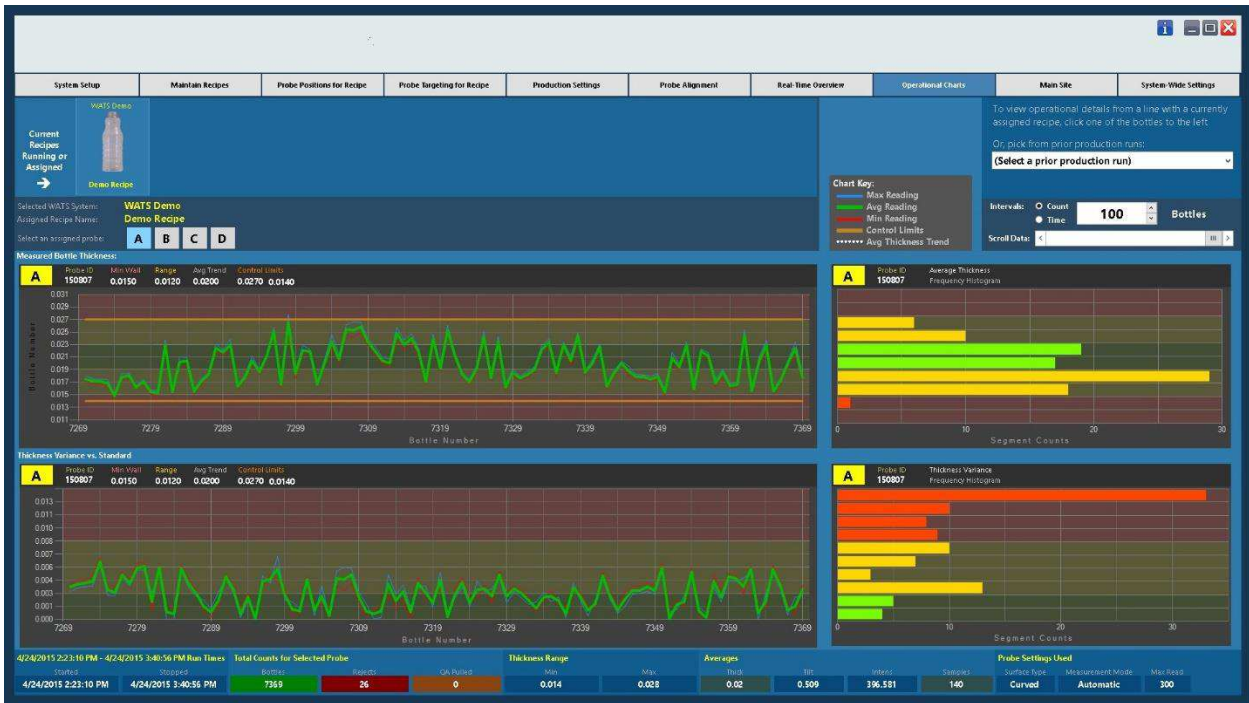 i
System Setup
Maintain Recipes
Probe Positions for Recipe
Probe Targeting for Recipe
Production Settings
Probe Alignment
Real-Time Overview
Operational Charts
Main Site
System-Wide Settings
WATS Demo
Current
Recipes
Running or
Assigned
Demo Recipe
To view operational details from a line with a currently
assigned recipe, click one of the bottles to the left
Or, pick from prior production runs:
(Select a prior production run)
Chart Key:
Max Reading
Avg Reading
Min Reading
Control Limits
Avg Thickness Trend
Selected WATS System: WATS Demo
Assigned Recipe Name: Demo Recipe
Select an assigned probe: A B C D
Intervals: Count
Time
100 Bottles
Scroll Data:
Measured Bottle Thickness:
A Probe ID Min Wall Range Avg Trend Control Limits
150807 0.0150 0.0120 0.0200 0.0270 0.0140
0.031
0.029
0.027
0.025
0.023
0.021
0.019
0.017
0.015
0.013
0.011
Bottle Number
7269 7279 7289 7299 7309 7319 7329 7339 7349 7359 7369
Bottle Number
A Probe ID Average Thickness
150807 Frequency Histogram
0 10 20 30
Segment Counts
Thickness Variance vs. Standard
A Probe ID Min Wall Range Avg Trend Control Limits
150807 0.0150 0.0120 0.0200 0.0270 0.0140
0.013
0.011
0.010
0.008
0.007
0.006
0.004
0.003
0.001
0.000
7269 7279 7289 7299 7309 7319 7329 7339 7349 7359 7369
Bottle Number
A Probe ID Thickness Variance
150807 Frequency Histogram
0 10 20 30
Segment Counts
4/24/2015 2:23:10 PM - 4/24/2015 3:40:56 PM Run Times Total Counts for Selected Probe Thickness Range Averages Probe Settings Used
Started Stopped Bottles Rejects QA Pulled Min Max Thick Tilt Intens Samples Surface Type Measurement Mode Max Read
4/24/2015 2:23:10 PM 4/24/2015 3:40:56 PM 7369 26 0 0.014 0.028 0.02 0.509 396.581 140 Curved Automatic 300